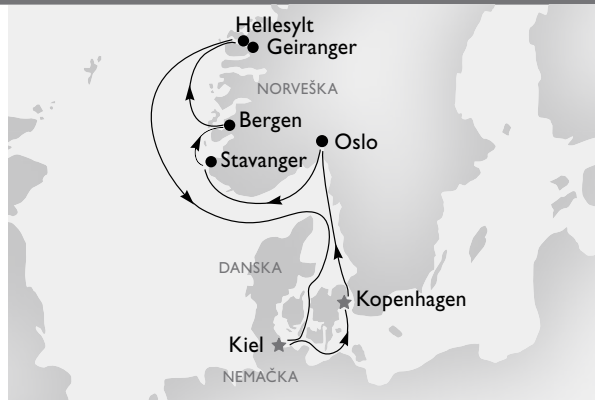 Hellesylt
Geiranger
NORVEŠKA
Bergen
Oslo
Stavanger
DANSKA
Kopenhagen
Kiel
NEMAČKA